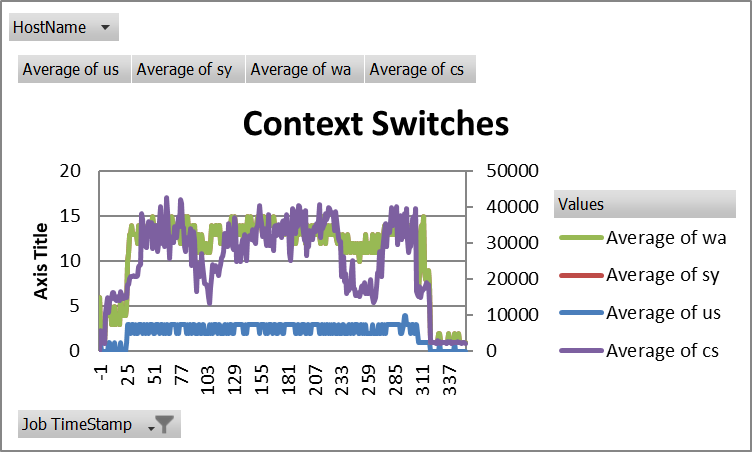 HostName
Average of us Average of sy Average of wa Average of cs
Context Switches
20 50000
15 40000
10 30000
5 20000
0 10000
0
Axis Title
-1 25 51 77 103 129 155 181 207 233 259 285 311 337
Values
Average of wa
Average of sy
Average of us
Average of cs
Job TimeStamp